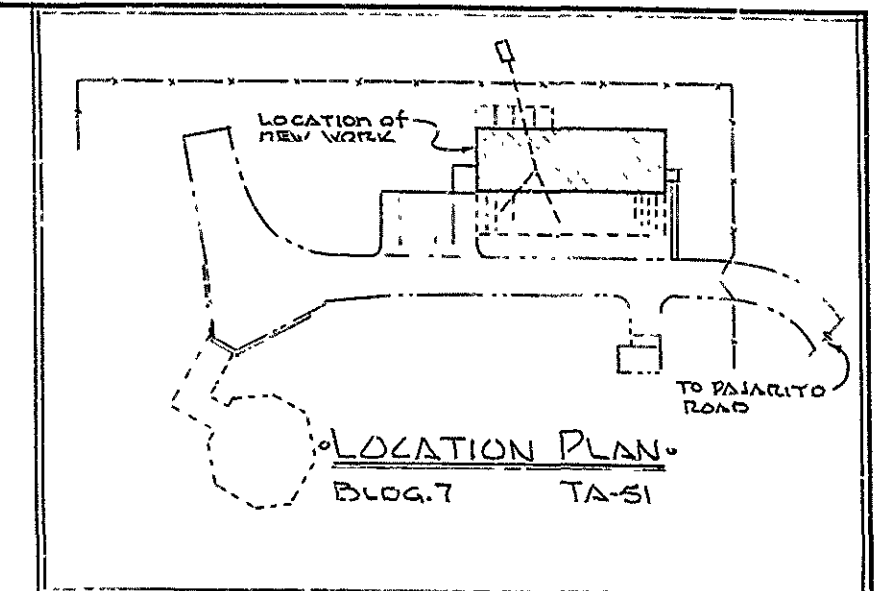 LOCATION of
NEW WORK
TO PAJARITO
ROAD
LOCATION PLAN
BLDG.7 TA-51